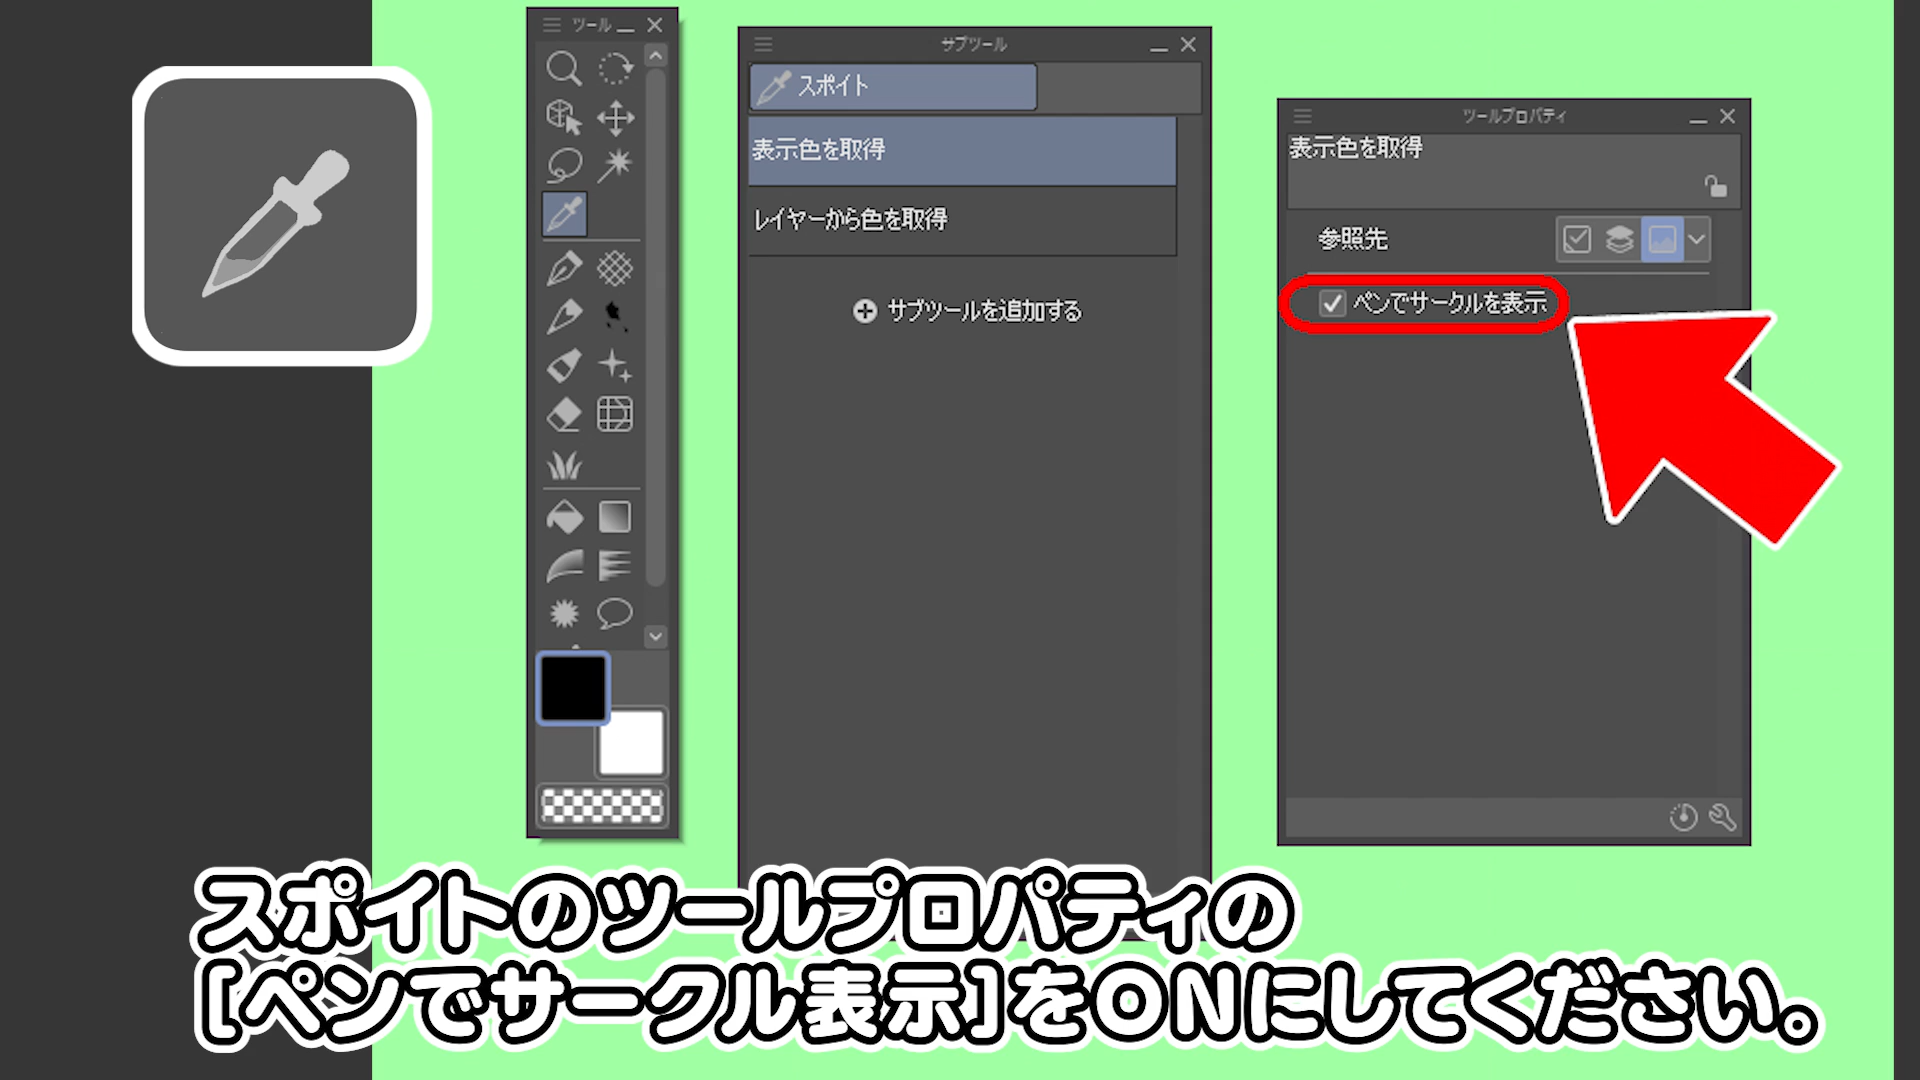 ツール
サブツール
スポイト
表示色を取得
レイヤーから色を取得
サブツールを追加する
ツールプロパティ
表示色を取得
参照先
ペンでサークルを表示
スポイトのツールプロパティの
[ペンでサークル表示]をONにしてください。